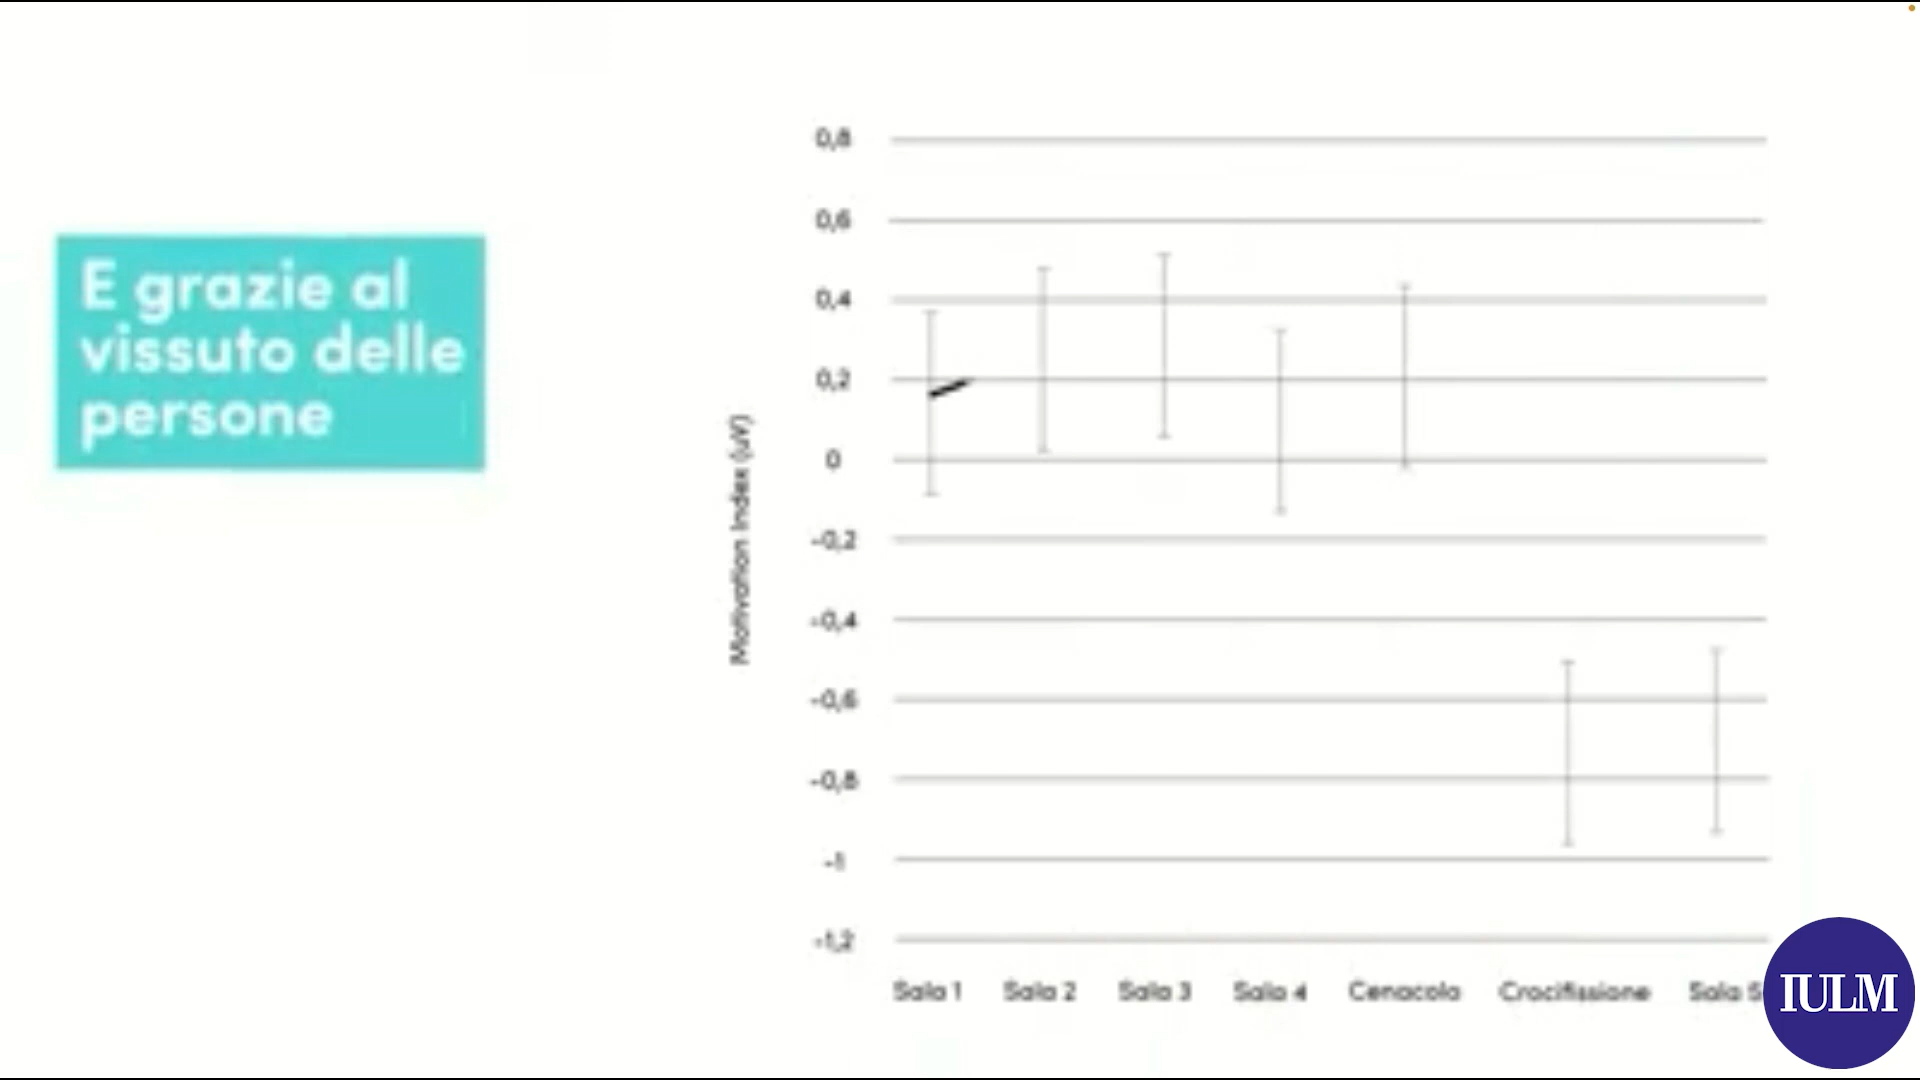 E grazie al
vissuto delle
persone
Motivation Index (uV)
0,8
0,6
0,4
0,2
0
-0,2
-0,4
-0,6
-0,8
-1
-1,2
Sala 1 Sala 2 Sala 3 Sala 4 Cenacolo Crocifissione Sala 5
IULM